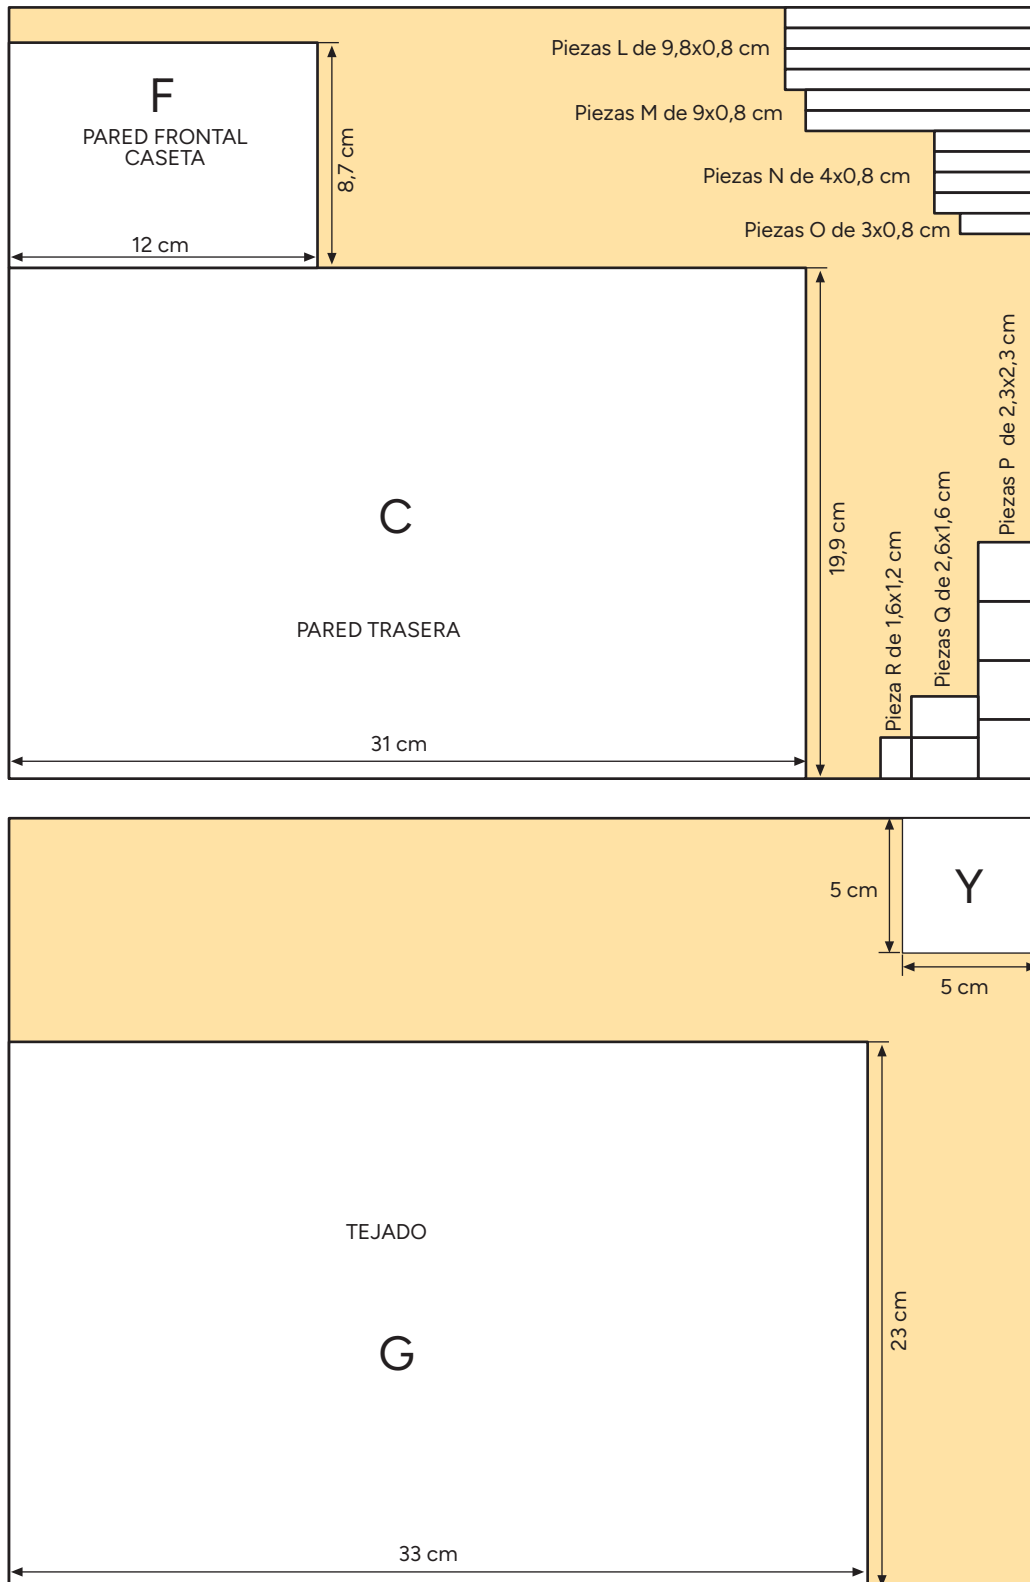 Piezas L de 9,8x0,8 cm
F
PARED FRONTAL
CASETA
Piezas M de 9x0,8 cm
8,7 cm
Piezas N de 4x0,8 cm
Piezas O de 3x0,8 cm
12 cm
C
PARED TRASERA
19,9 cm
Pieza R de 1,6x1,2 cm
Piezas Q de 2,6x1,6 cm
Piezas P de 2,3x2,3 cm
31 cm
5 cm
Y
5 cm
TEJADO
G
23 cm
33 cm